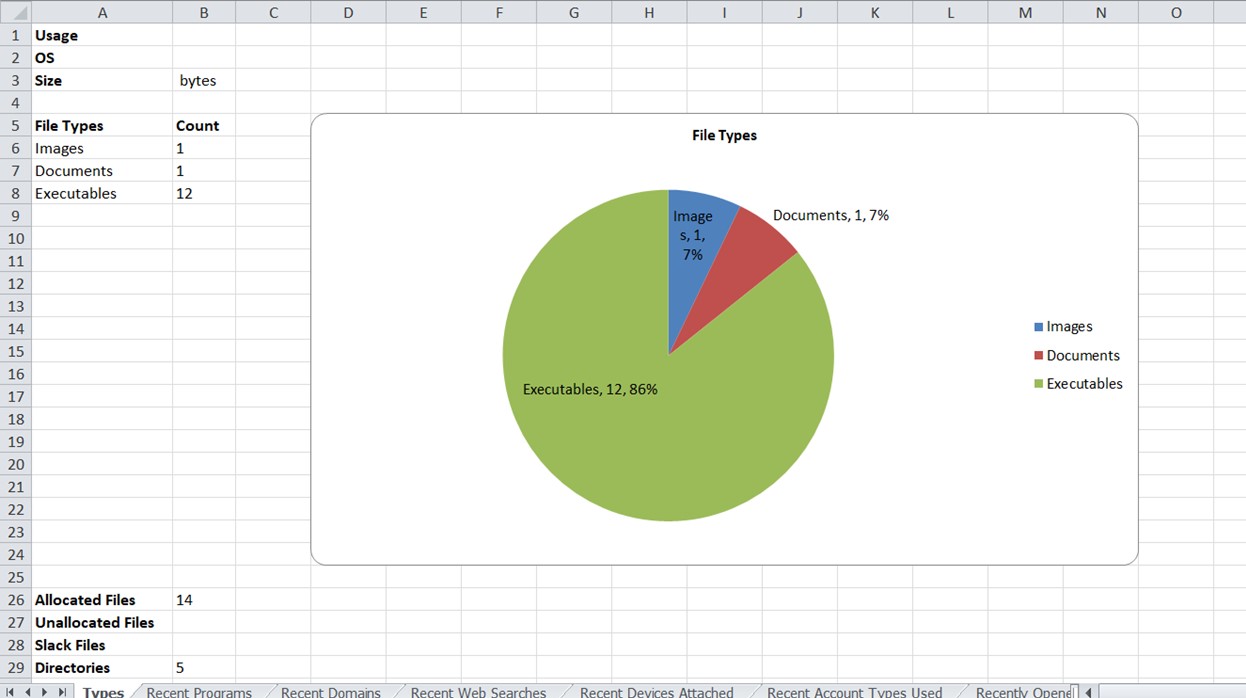 A B C D E F G H I J K L M N O
1 Usage
2 OS
3 Size bytes
4
5 File Types Count
6 Images 1
7 Documents 1
8 Executables 12
9
10
11
12
13
14
15
16
17
18
19
20
21
22
23
24
25
26 Allocated Files 14
27 Unallocated Files
28 Slack Files
29 Directories 5
File Types
Image
s, 1,
7%
Documents, 1, 7%
Executables, 12, 86%
Images
Documents
Executables
Types Recent Programs Recent Domains Recent Web Searches Recent Devices Attached Recent Account Types Used Recently Opene